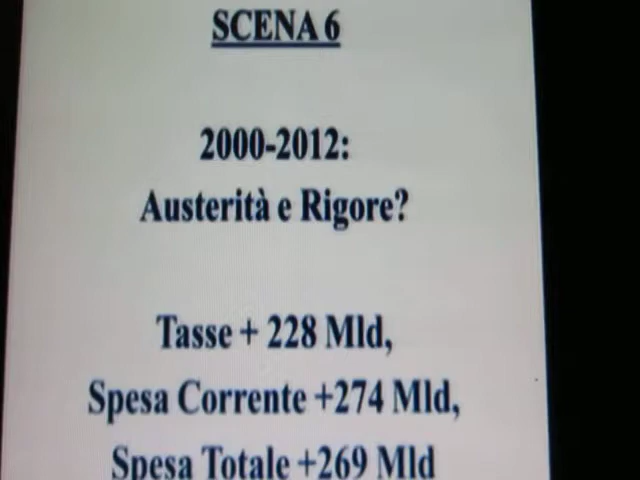 SCENA 6
2000-2012:
Austerità e Rigore?
Tasse + 228 Mld,
Spesa Corrente +274 Mld,
Spesa Totale +269 Mld